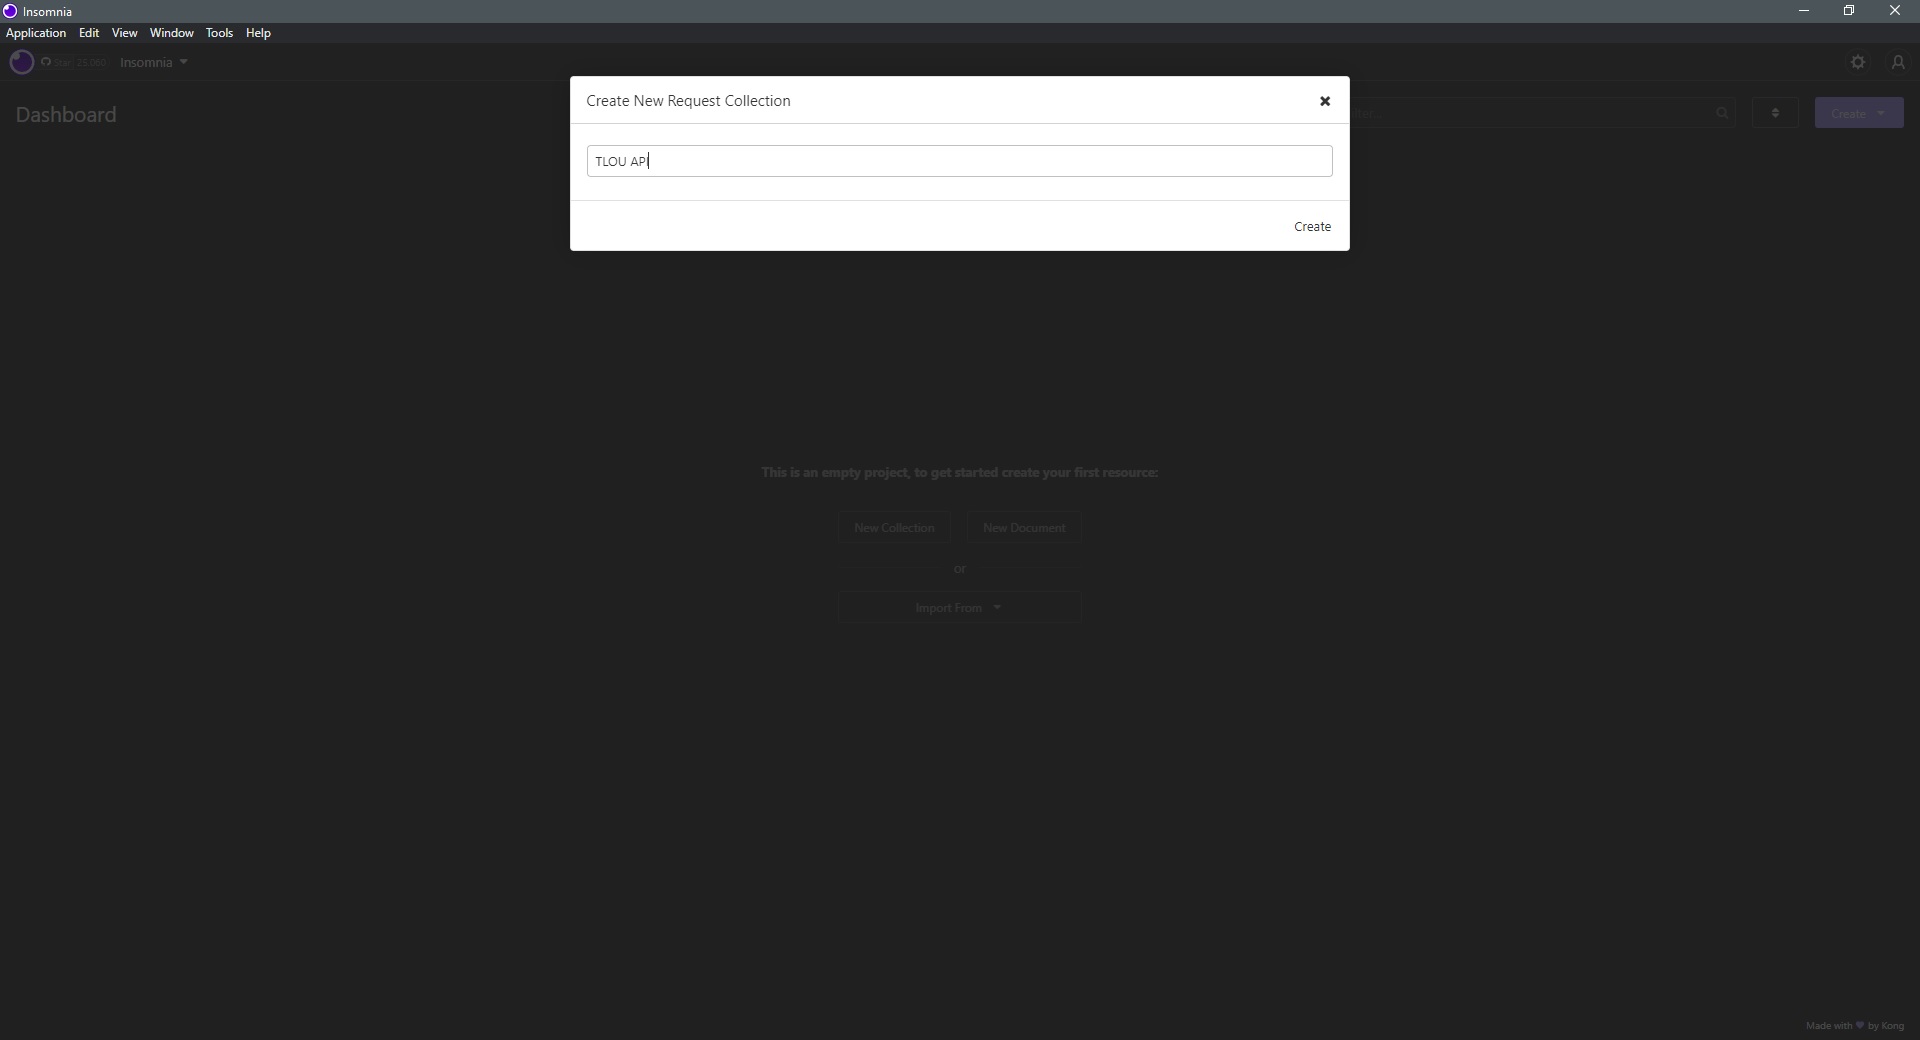 Insomnia
Application Edit View Window Tools Help
Star 23,060 Insomnia
Create New Request Collection
Dashboard
Create
TLOU API
Create
This is an empty project, to get started create your first resource:
New Collection New Document
or
Import From
Made with by Kong